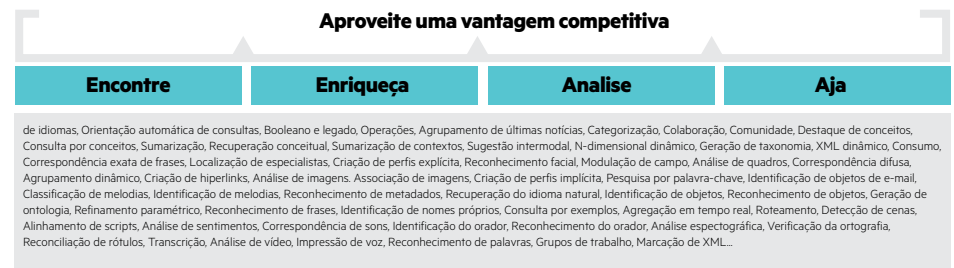 Aproveite uma vantagem competitiva
Encontre Enriqueça Analise Aja
de idiomas, Orientação automática de consultas, Booleano e legado, Operações, Agrupamento de últimas notícias, Categorização, Colaboração, Comunidade, Destaque de conceitos,
Consulta por conceitos, Sumarização, Recuperação conceitual, Sumarização de contextos, Sugestão intermodal, N-dimensional dinâmico, Geração de taxonomia, XML dinâmico, Consumo,
Correspondência exata de frases, Localização de especialistas, Criação de perfis explícita, Reconhecimento facial, Modulação de campo, Análise de quadros, Correspondência difusa,
Agrupamento dinâmico, Criação de hiperlinks, Análise de imagens. Associação de imagens, Criação de perfis implícita, Pesquisa por palavra-chave, Identificação de objetos de e-mail,
Classificação de melodias, Identificação de melodias, Reconhecimento de metadados, Recuperação do idioma natural, Identificação de objetos, Reconhecimento de objetos, Geração de
ontologia, Refinamento paramétrico, Reconhecimento de frases, Identificação de nomes próprios, Consulta por exemplos, Agregação em tempo real, Roteamento, Detecção de cenas,
Alinhamento de scripts, Análise de sentimentos, Correspondência de sons, Identificação do orador, Reconhecimento do orador, Análise espectográfica, Verificação da ortografia,
Reconciliação de rótulos, Transcrição, Análise de vídeo, Impressão de voz, Reconhecimento de palavras, Grupos de trabalho, Marcação de XML...